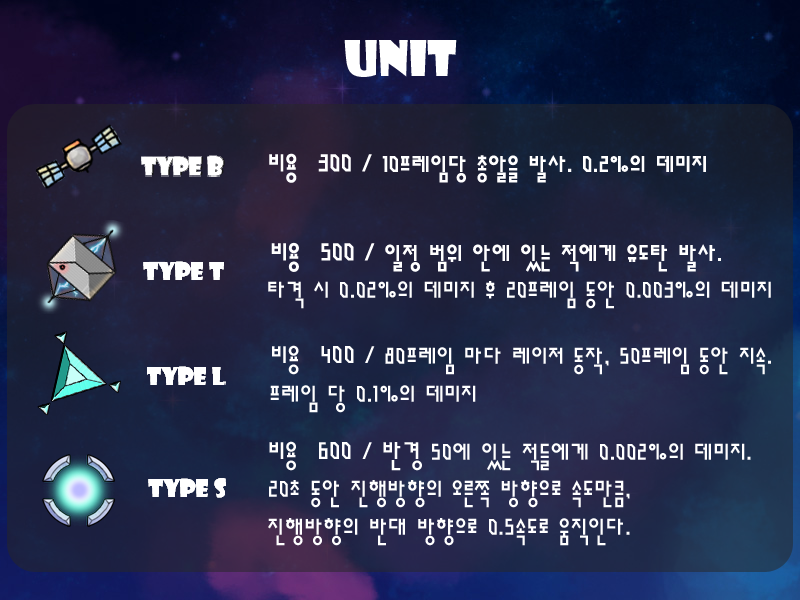 UNIT
TYPE B
비용 300 / 10프레임당 총알을 발사. 0.2%의 데미지
TYPE T
비용 500 / 일정 범위 안에 있는 적에게 유도탄 발사.
타격 시 0.02%의 데미지 후 20프레임 동안 0.003%의 데미지
TYPE L
비용 400 / 80프레임 마다 레이저 동작, 50프레임 동안 지속.
프레임 당 0.1%의 데미지
TYPE S
비용 600 / 반경 50에 있는 적들에게 0.002%의 데미지.
20초 동안 진행방향의 오른쪽 방향으로 속도만큼,
진행방향의 반대 방향으로 0.5속도로 움직인다.